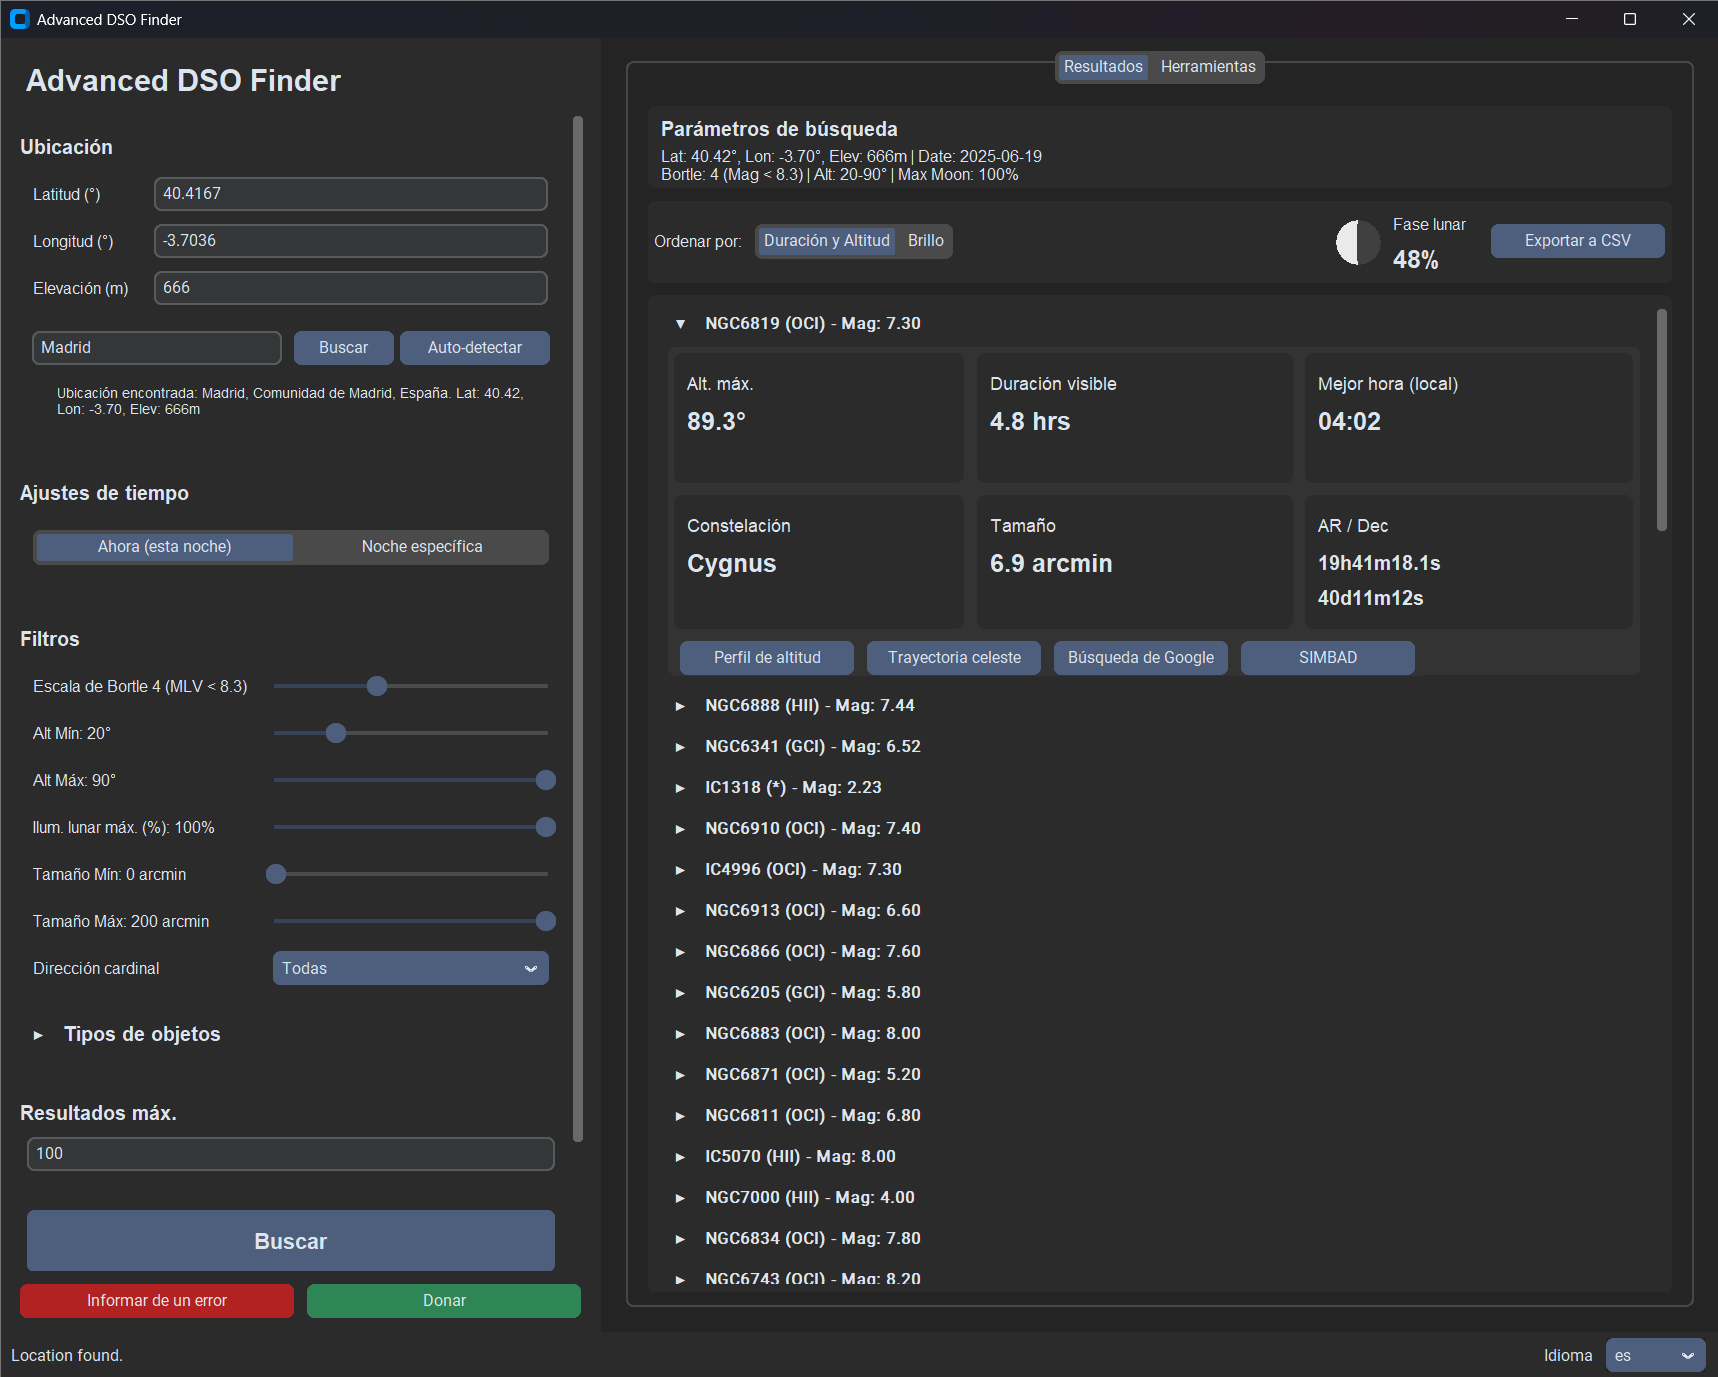 Advanced DSO Finder
Advanced DSO Finder
Ubicación
Latitud (°) 40.4167
Longitud (°) -3.7036
Elevación (m) 666
Madrid Buscar Auto-detectar
Ubicación encontrada: Madrid, Comunidad de Madrid, España. Lat: 40.42,
Lon: -3.70, Elev: 666m
Ajustes de tiempo
Ahora (esta noche) Noche específica
Filtros
Escala de Bortle 4 (MLV < 8.3)
Alt Mín: 20°
Alt Máx: 90°
Ilum. lunar máx. (%): 100%
Tamaño Mín: 0 arcmin
Tamaño Máx: 200 arcmin
Dirección cardinal Todas
► Tipos de objetos
Resultados máx.
100
Buscar
Informar de un error Donar
Resultados Herramientas
Parámetros de búsqueda
Lat: 40.42°, Lon: -3.70°, Elev: 666m | Date: 2025-06-19
Bortle: 4 (Mag < 8.3) | Alt: 20-90° | Max Moon: 100%
Ordenar por: Duración y Altitud Brillo
Fase lunar
48%
Exportar a CSV
▼ NGC6819 (OCl) - Mag: 7.30
Alt. máx.
89.3°
Duración visible
4.8 hrs
Mejor hora (local)
04:02
Constelación
Cygnus
Tamaño
6.9 arcmin
AR / Dec
19h41m18.1s
40d11m12s
Perfil de altitud Trayectoria celeste Búsqueda de Google SIMBAD
► NGC6888 (HII) - Mag: 7.44
► NGC6341 (GCl) - Mag: 6.52
► IC1318 (*) - Mag: 2.23
► NGC6910 (OCl) - Mag: 7.40
► IC4996 (OCl) - Mag: 7.30
► NGC6913 (OCl) - Mag: 6.60
► NGC6866 (OCl) - Mag: 7.60
► NGC6205 (GCl) - Mag: 5.80
► NGC6883 (OCl) - Mag: 8.00
► NGC6871 (OCl) - Mag: 5.20
► NGC6811 (OCl) - Mag: 6.80
► IC5070 (HII) - Mag: 8.00
► NGC7000 (HII) - Mag: 4.00
► NGC6834 (OCl) - Mag: 7.80
► NGC6743 (OCl) - Mag: 8.20
Location found.
Idioma es